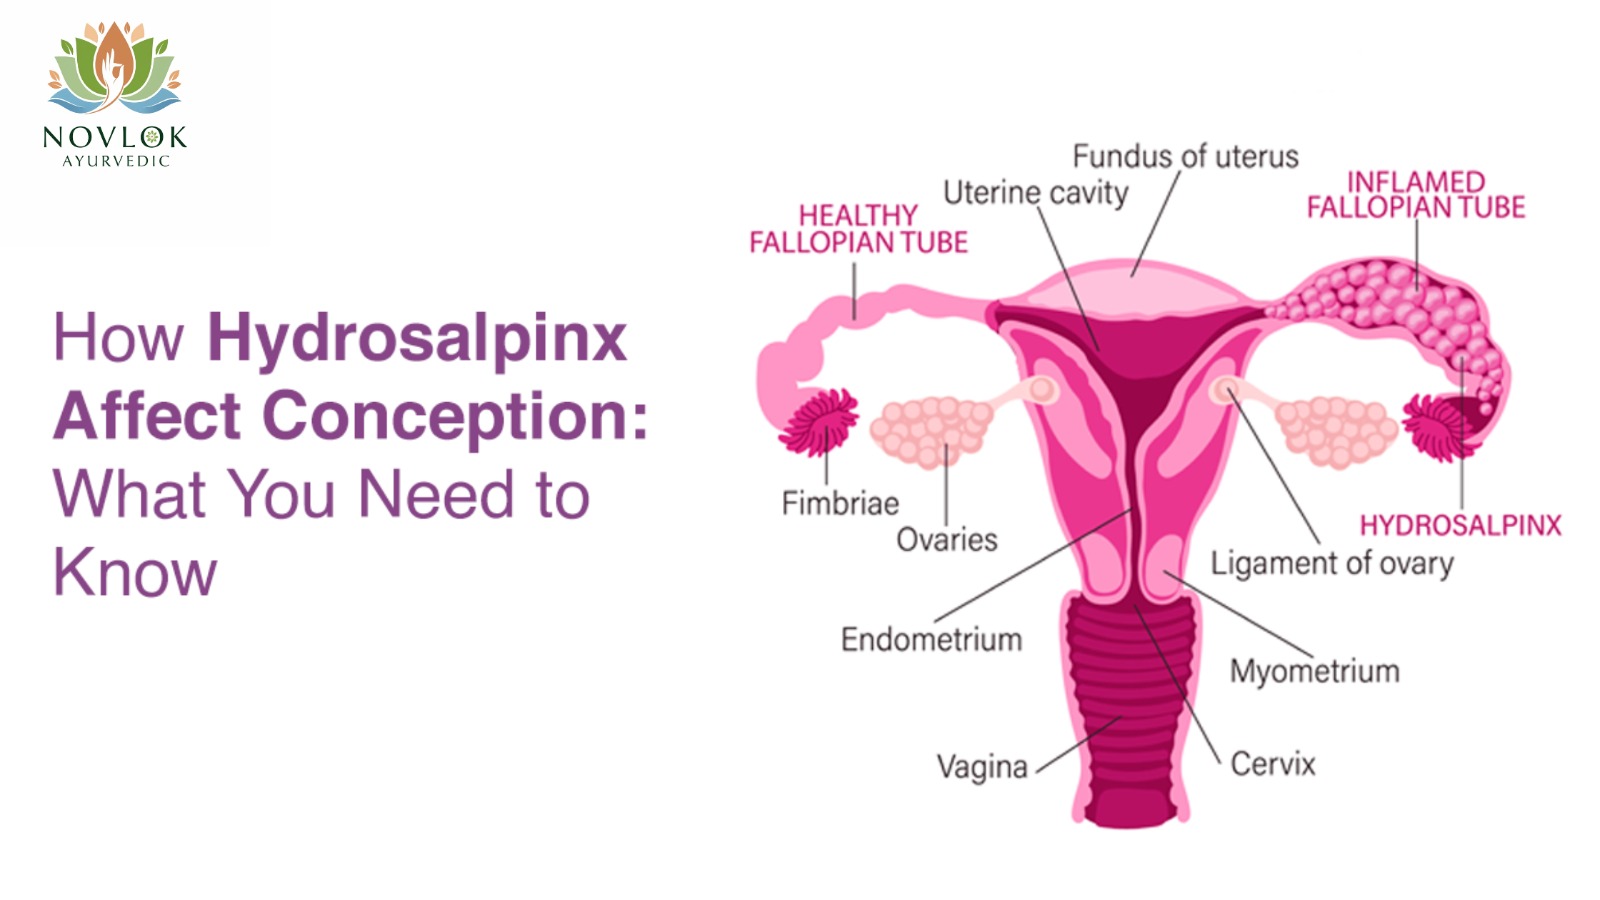 NOVLOK
AYURVEDIC
How Hydrosalpinx
Affect Conception:
What You Need to
Know
Fundus of uterus
Uterine cavity
INFLAMED
FALLOPIAN TUBE
HEALTHY
FALLOPIAN TUBE
Fimbriae
Ovaries
HYDROSALPINX
Ligament of ovary
Endometrium
Myometrium
Vagina
Cervix